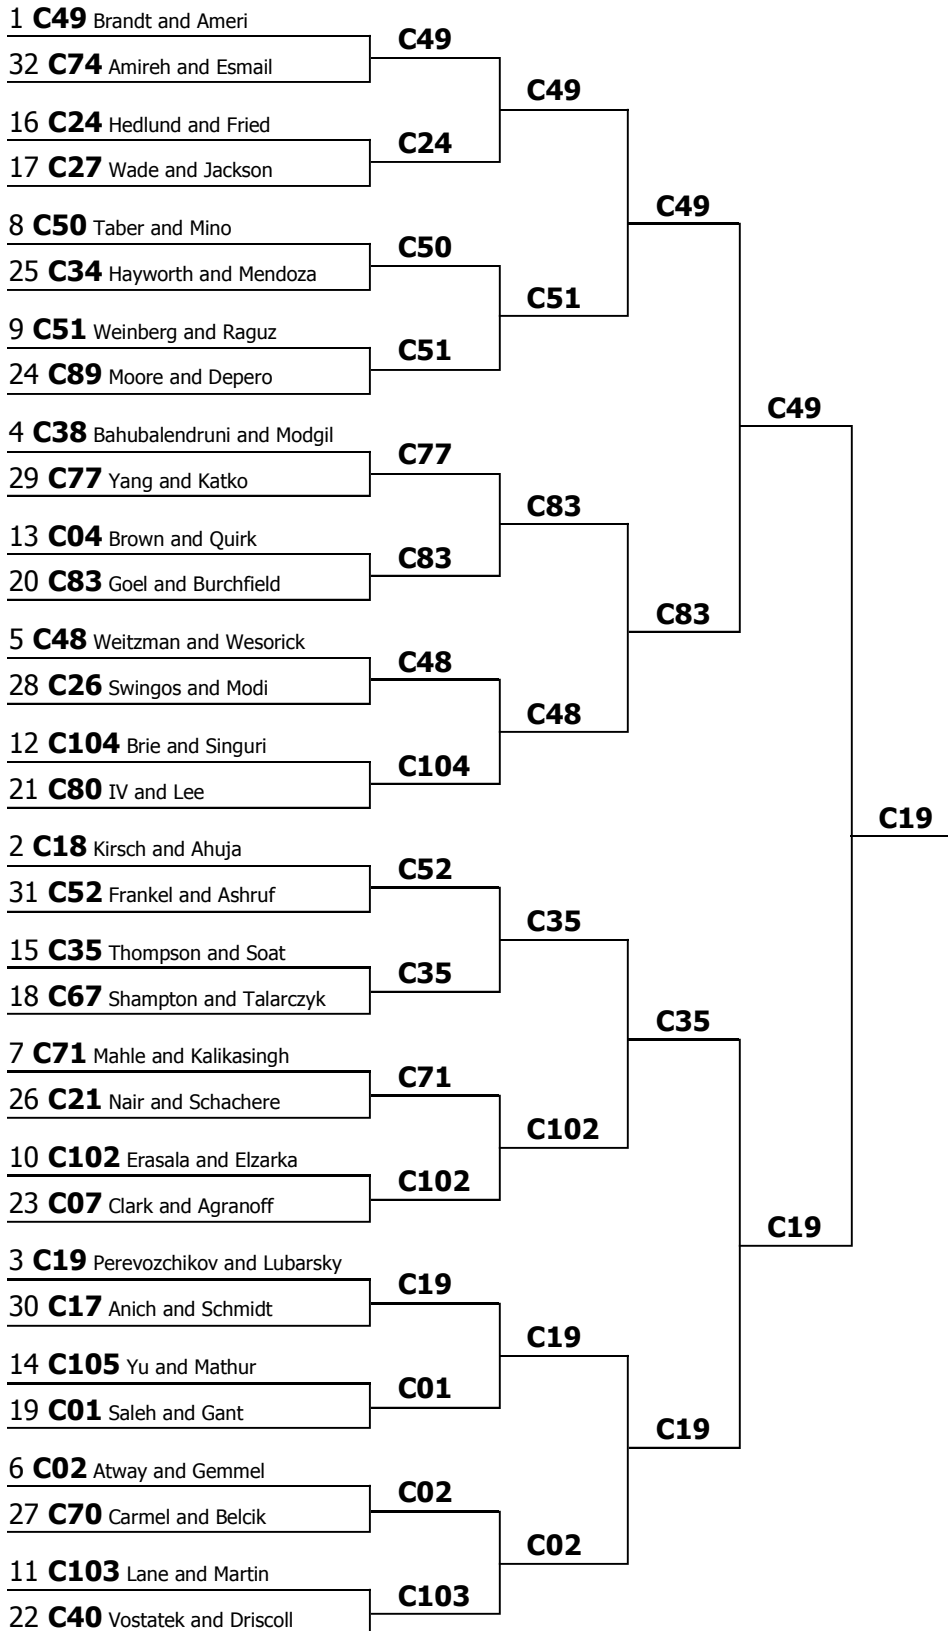 1 C49 Brandt and Ameri
C49
32 C74 Amireh and Esmail
C49
16 C24 Hedlund and Fried
C24
17 C27 Wade and Jackson
C49
8 C50 Taber and Mino
C50
25 C34 Hayworth and Mendoza
C51
9 C51 Weinberg and Raguz
C51
24 C89 Moore and Depero
C49
4 C38 Bahubalendruni and Modgil
C77
29 C77 Yang and Katko
C83
13 C04 Brown and Quirk
C83
20 C83 Goel and Burchfield
C83
5 C48 Weitzman and Wesorick
C48
28 C26 Swingos and Modi
C48
12 C104 Brie and Singuri
C104
21 C80 IV and Lee
C19
2 C18 Kirsch and Ahuja
C52
31 C52 Frankel and Ashruf
C35
15 C35 Thompson and Soat
C35
18 C67 Shampton and Talarczyk
C35
7 C71 Mahle and Kalikasingh
C71
26 C21 Nair and Schachere
C102
10 C102 Erasala and Elzarka
C102
23 C07 Clark and Agranoff
C19
3 C19 Perevozchikov and Lubarsky
C19
30 C17 Anich and Schmidt
C19
14 C105 Yu and Mathur
C01
19 C01 Saleh and Gant
C19
6 C02 Atway and Gemmel
C02
27 C70 Carmel and Belcik
C02
11 C103 Lane and Martin
C103
22 C40 Vostatek and Driscoll